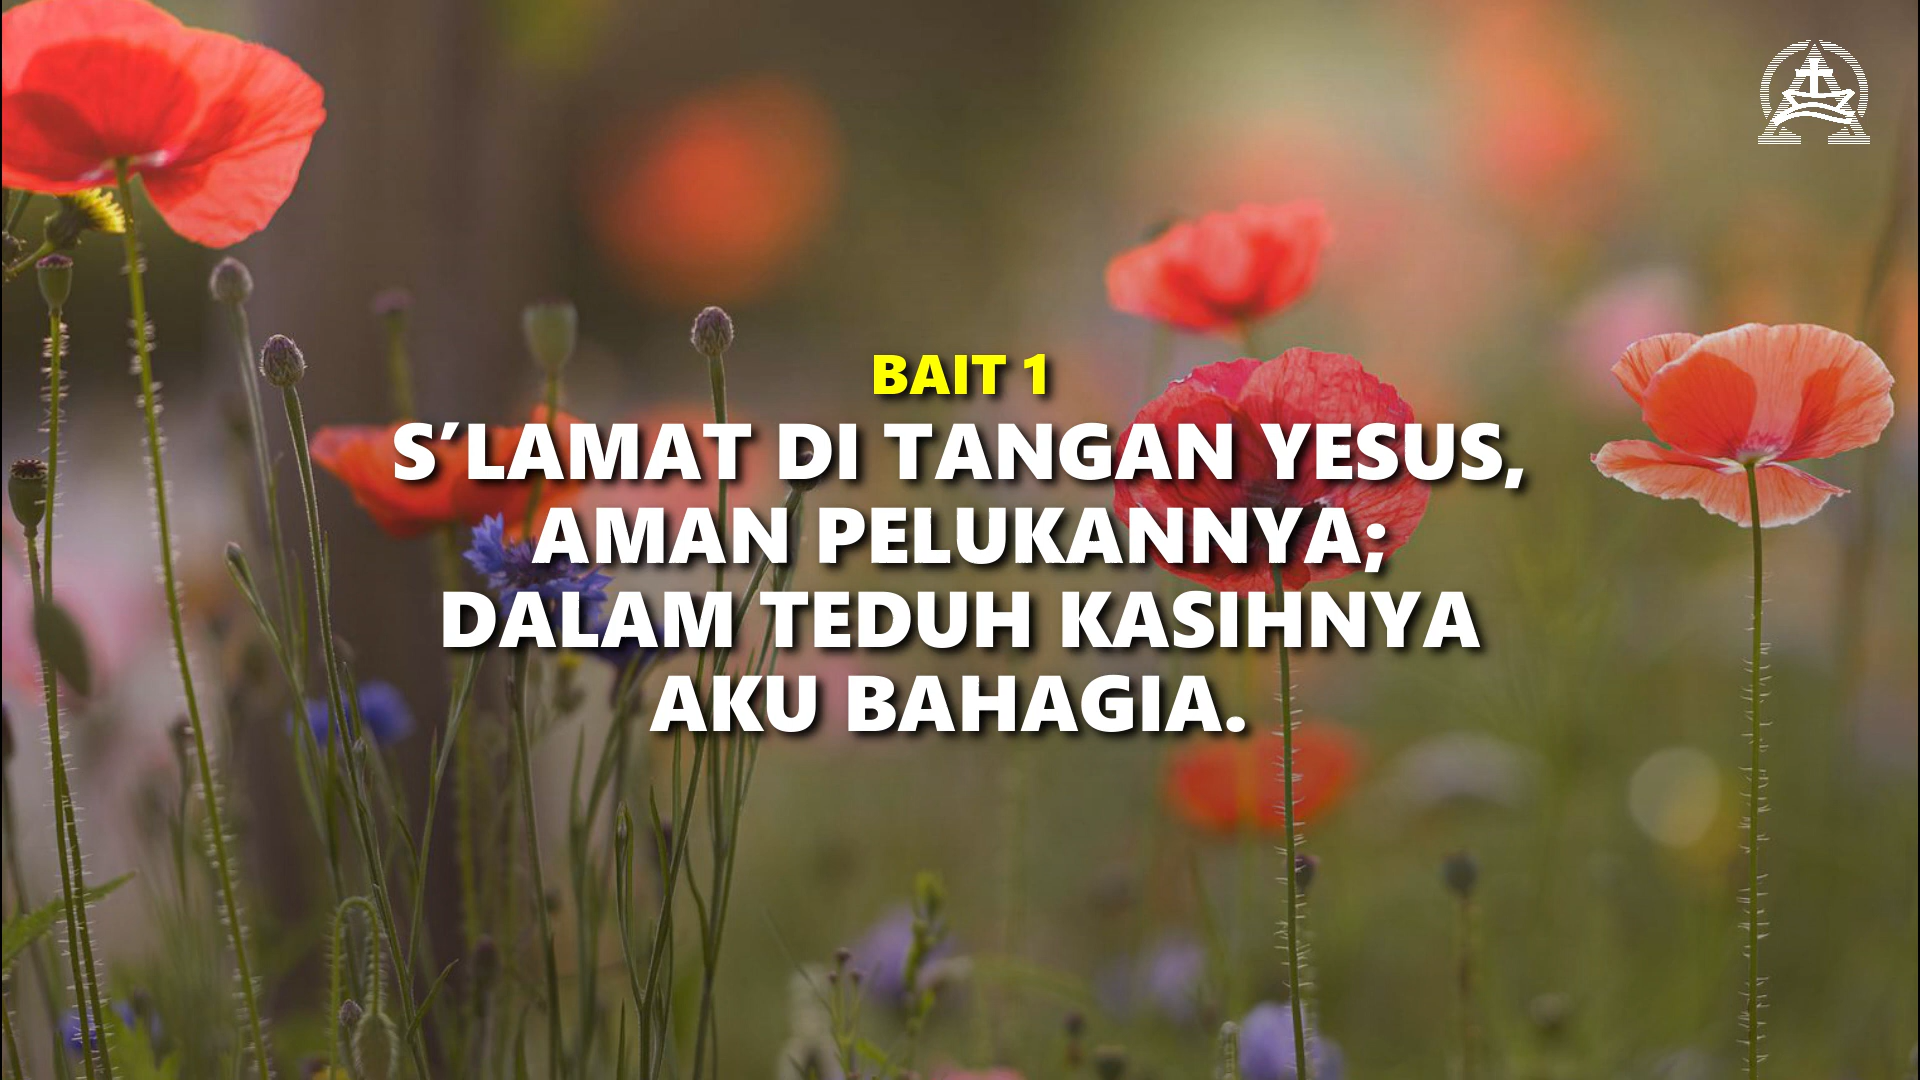 BAIT 1
S’LAMAT DI TANGAN YESUS,
AMAN PELUKANNYA;
DALAM TEDUH KASIHNYA
AKU BAHAGIA.